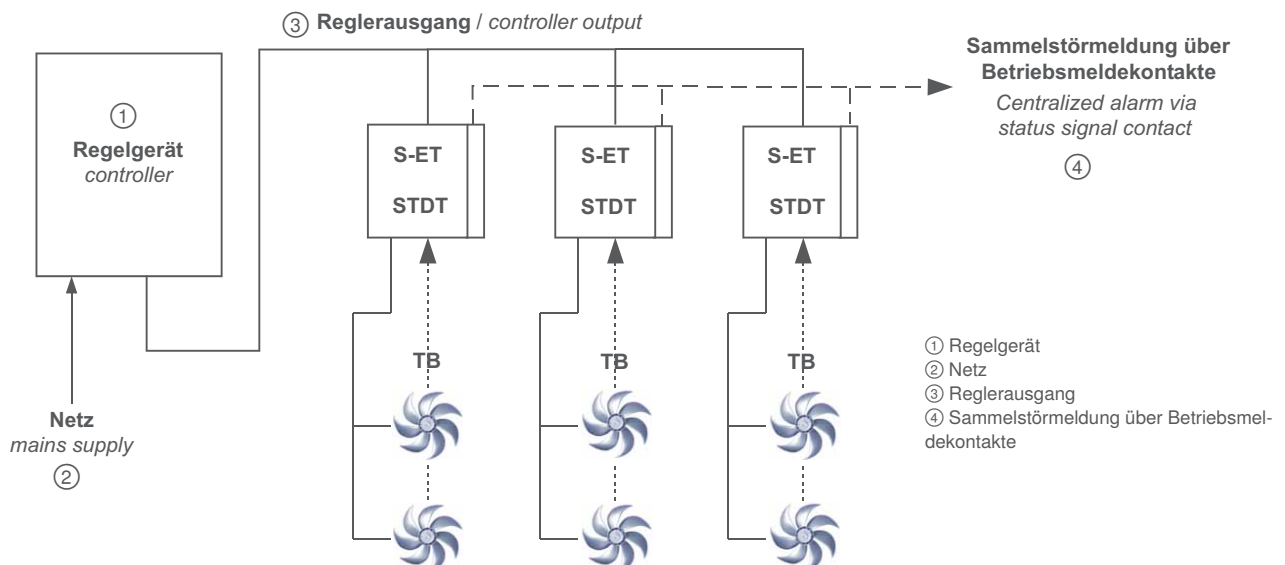 ③ Reglerausgang / controller output
Sammelstörmeldung über
Betriebsmeldekontakte
Centralized alarm via
status signal contact
④
①
Regelgerät
controller
S-ET
STDT
S-ET
STDT
S-ET
STDT
TB
TB
TB
Netz
mains supply
②
① Regelgerät
② Netz
③ Reglerausgang
④ Sammelstörmeldung über Betriebsmel-
dekontakte